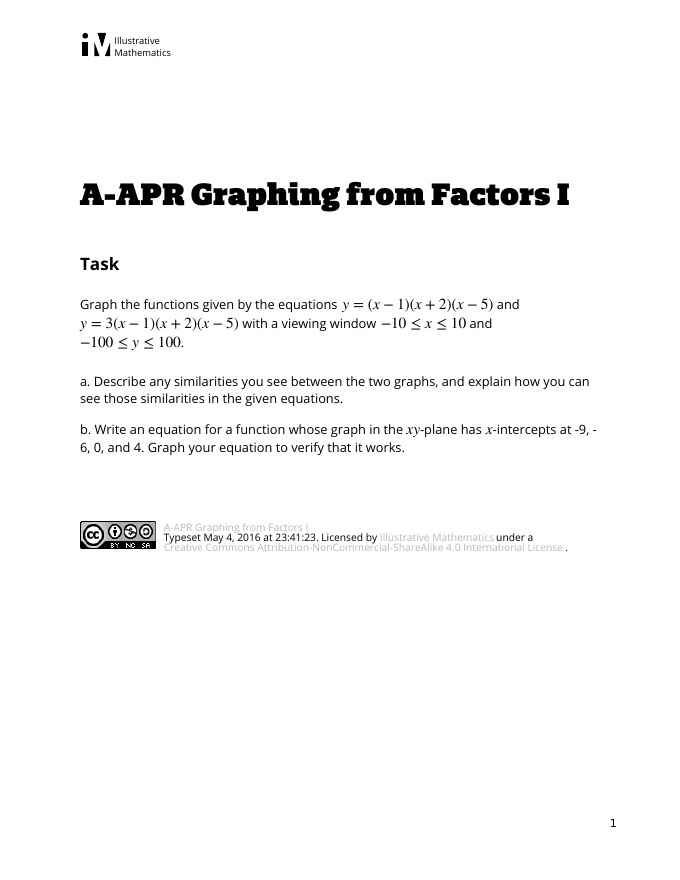 Illustrative
Mathematics
A-APR Graphing from Factors I
Task
Graph the functions given by the equations y = (x − 1)(x + 2)(x − 5) and
y = 3(x − 1)(x + 2)(x − 5) with a viewing window −10 ≤ x ≤ 10 and
−100 ≤ y ≤ 100.
a. Describe any similarities you see between the two graphs, and explain how you can
see those similarities in the given equations.
b. Write an equation for a function whose graph in the xy-plane has x-intercepts at -9, -
6, 0, and 4. Graph your equation to verify that it works.
cc BY NC SA
A-APR Graphing from Factors I
Typeset May 4, 2016 at 23:41:23. Licensed by Illustrative Mathematics under a
Creative Commons Attribution-NonCommercial-ShareAlike 4.0 International License .
1